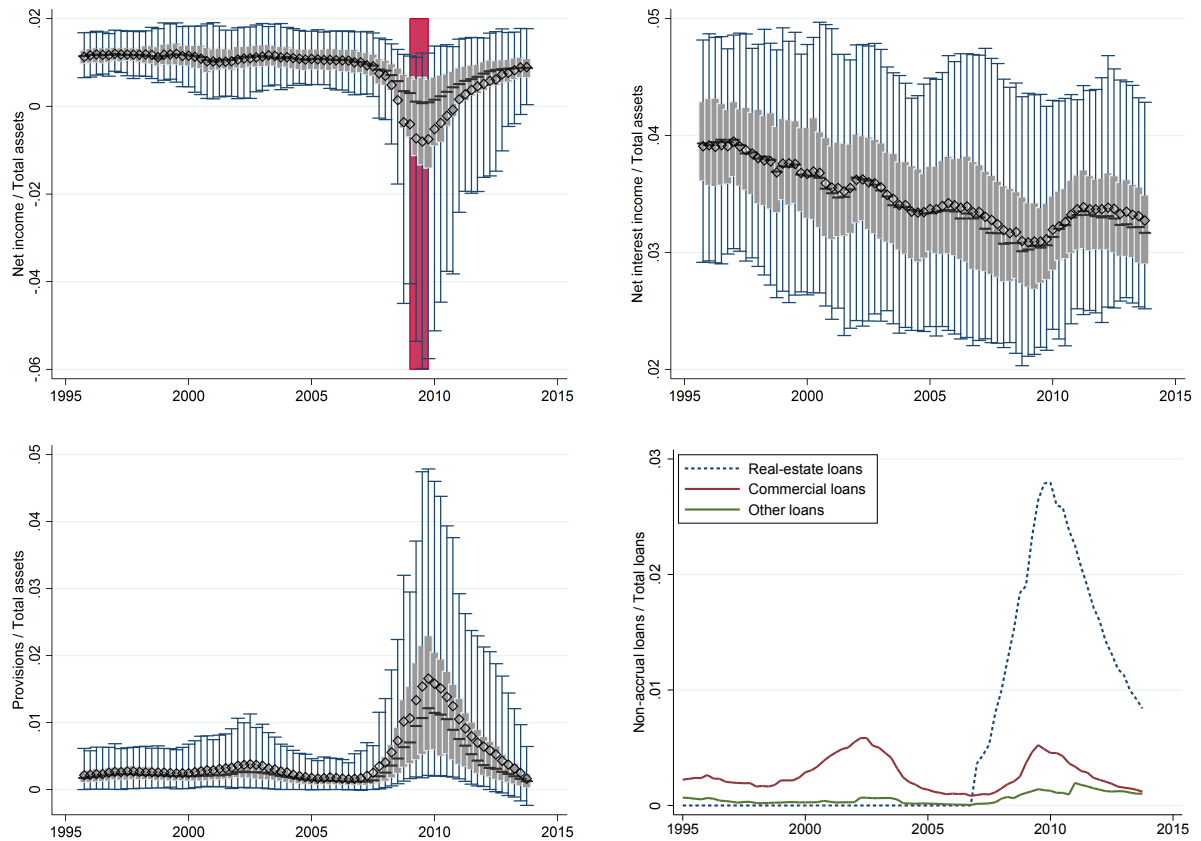 Net income / Total assets
.02
0
-.02
-.04
-.06
1995 2000 2005 2010 2015
Net interest income / Total assets
.05
.04
.03
.02
1995 2000 2005 2010 2015
Provisions / Total assets
.05
.04
.03
.02
.01
0
1995 2000 2005 2010 2015
Non-accrual loans / Total loans
.03
.02
.01
0
Real-estate loans
Commercial loans
Other loans
1995 2000 2005 2010 2015